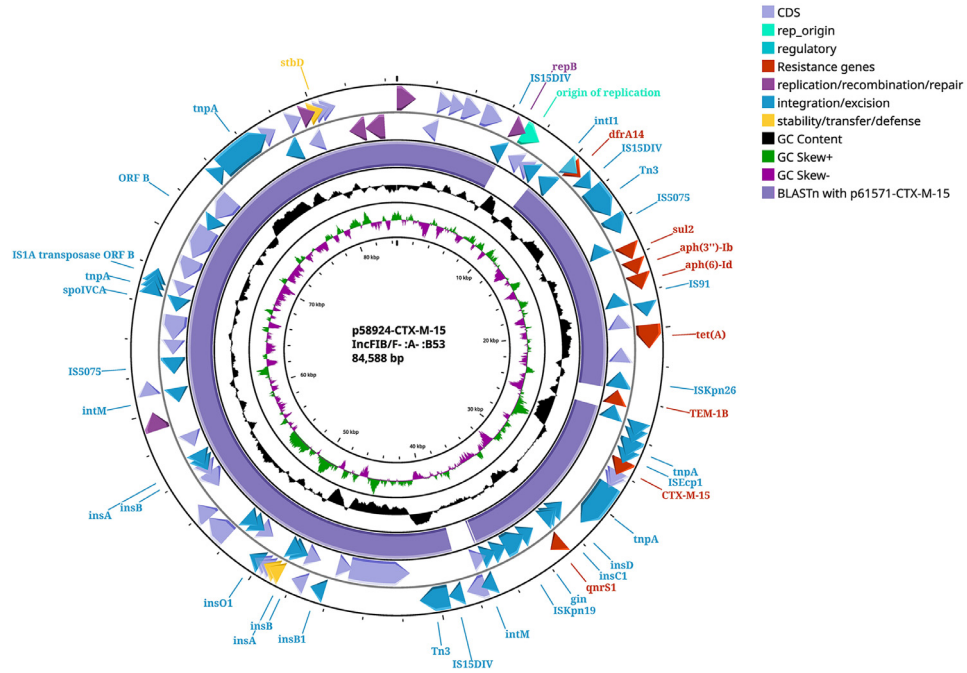 CDS
rep_origin
regulatory
Resistance genes
replication/recombination/repair
integration/excision
stability/transfer/defense
GC Content
GC Skew+
GC Skew-
BLASTn with p61571-CTX-M-15
sthD
repB
IS15DIV
origin of replication
intI1
dfrA14
IS15DIV
Tn3
IS5075
sul2
aph(3'')-Ib
aph(6)-Id
IS91
tet(A)
ISKpn26
TEM-1B
tnpA
ISEcp1
CTX-M-15
tnpA
insD
insC1
qnrS1
gin
ISKpn19
intM
IS15DIV
Tn3
insB1
insB
insA
insO1
insB
insA
intM
IS5075
spoIVCA
tnpA
IS1A transposase ORF B
ORF B
tnpA
p58924-CTX-M-15
IncFIB/F- :A- :B53
84,588 bp
10 kbp
20 kbp
30 kbp
40 kbp
50 kbp
60 kbp
70 kbp
80 kbp